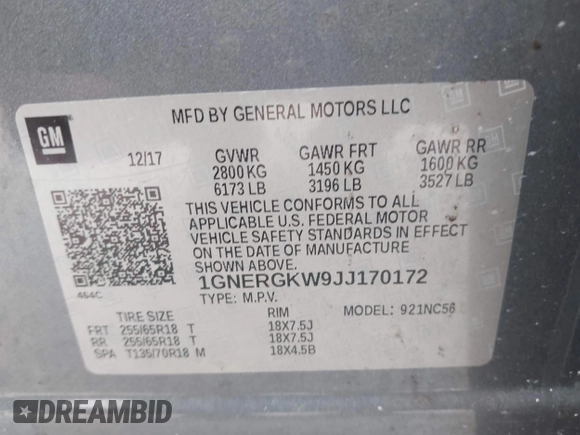 GM
MFD BY GENERAL MOTORS LLC
12/17 GVWR GAWR FRT GAWR RR
2800 KG 1450 KG 1600 KG
6173 LB 3196 LB 3527 LB
THIS VEHICLE CONFORMS TO ALL
APPLICABLE U.S. FEDERAL MOTOR
VEHICLE SAFETY STANDARDS IN EFFECT
ON THE DATE OF MANUFACTURE
SHOWN ABOVE.
464C
1GNERGKW9JJ170172
TYPE: M.P.V. MODEL: 921NC56
TIRE SIZE RIM
FRT 255/65R18 T 18X7.5J
RR 255/65R18 T 18X7.5J
SPA T135/70R18 M 18X4.5B
DREAMBID